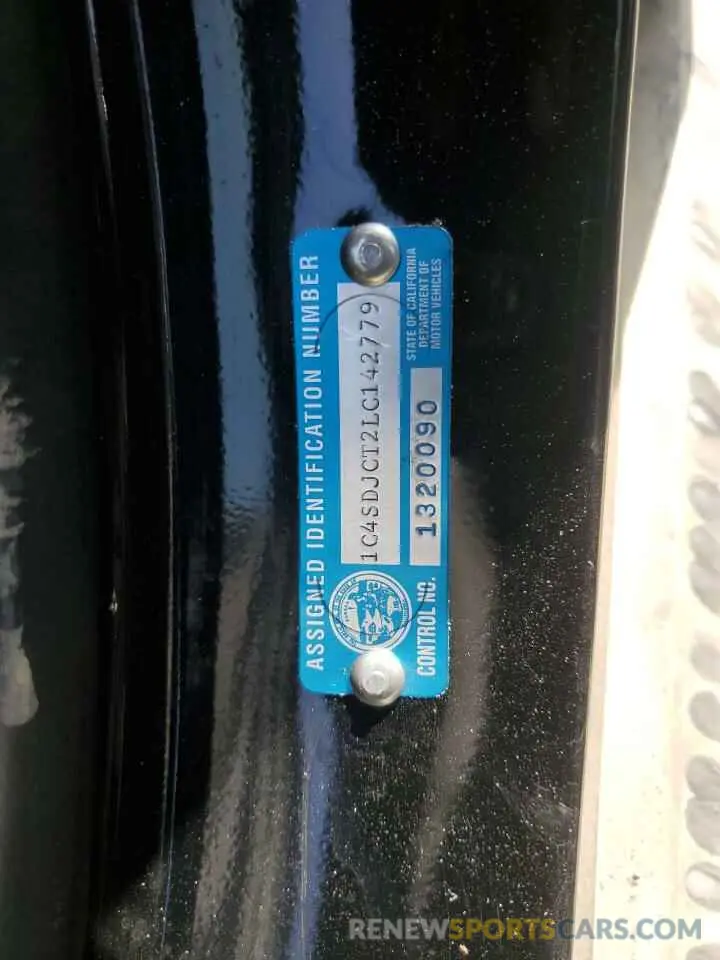 ASSIGNED IDENTIFICATION NUMBER
1C4SDJCT2LC142779
STATE OF CALIFORNIA
DEPARTMENT OF
MOTOR VEHICLES
CONTROL NO. 1320090
RENEWSPORTSCARS.COM